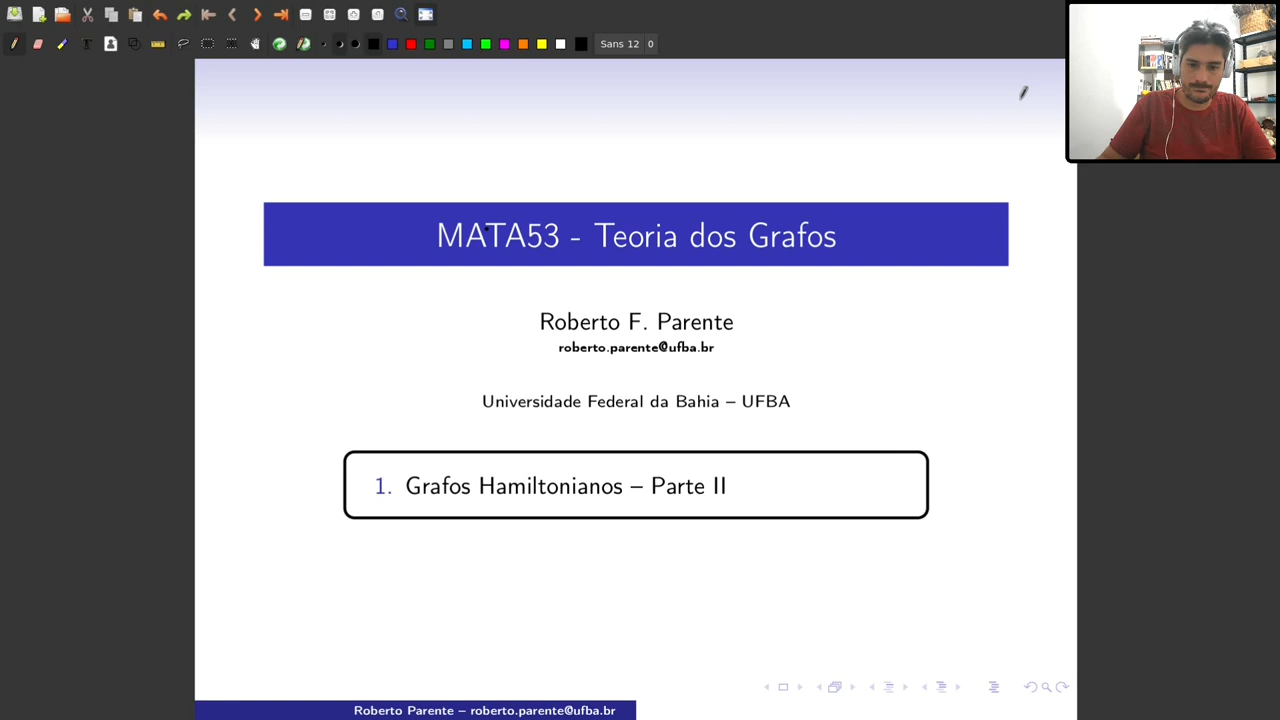 Sans 12 0
MATA53 - Teoria dos Grafos
Roberto F. Parente
roberto.parente@ufba.br
Universidade Federal da Bahia – UFBA
1. Grafos Hamiltonianos – Parte II
Roberto Parente – roberto.parente@ufba.br